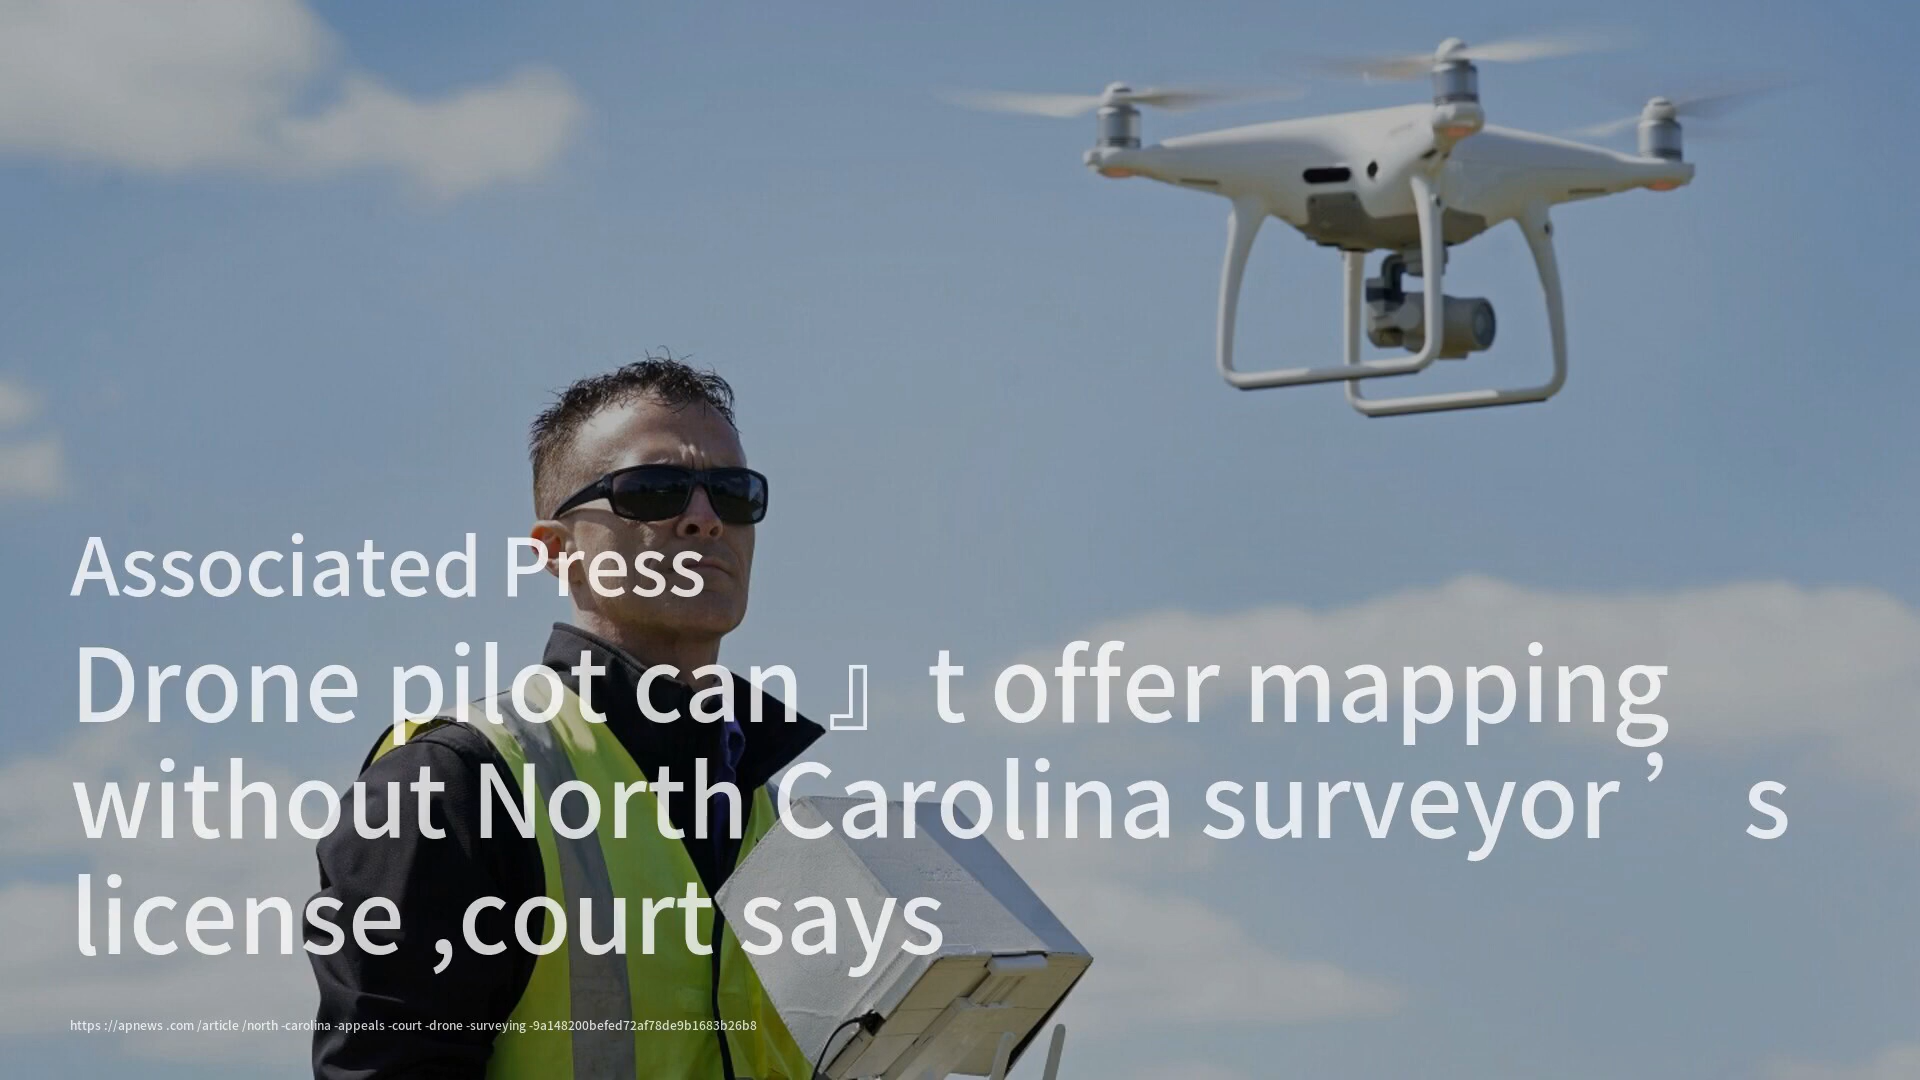 Associated Press
Drone pilot can』t offer mapping
without North Carolina surveyor’s
license ,court says
https ://apnews .com /article /north -carolina -appeals -court -drone -surveying -9a148200befed72af78de9b1683b26b8